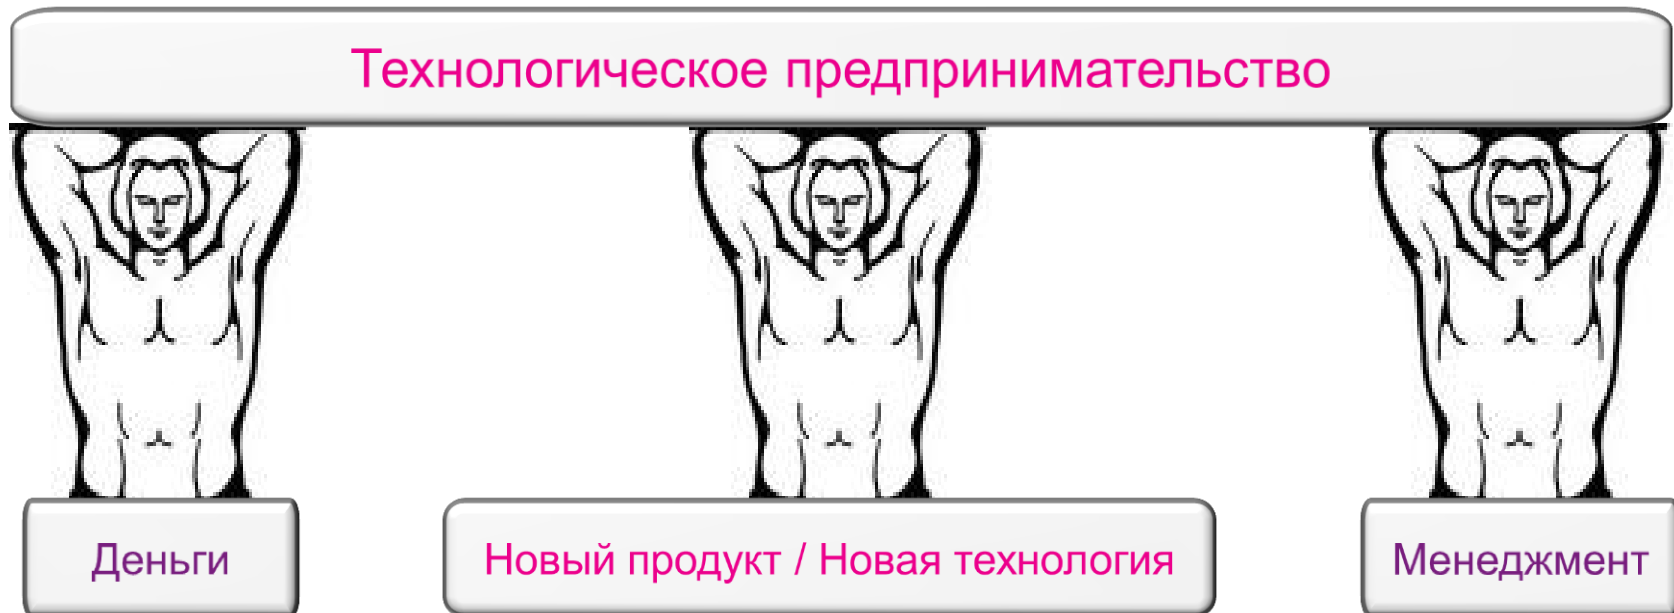 Технологическое предпринимательство
Деньги
Новый продукт / Новая технология
Менеджмент